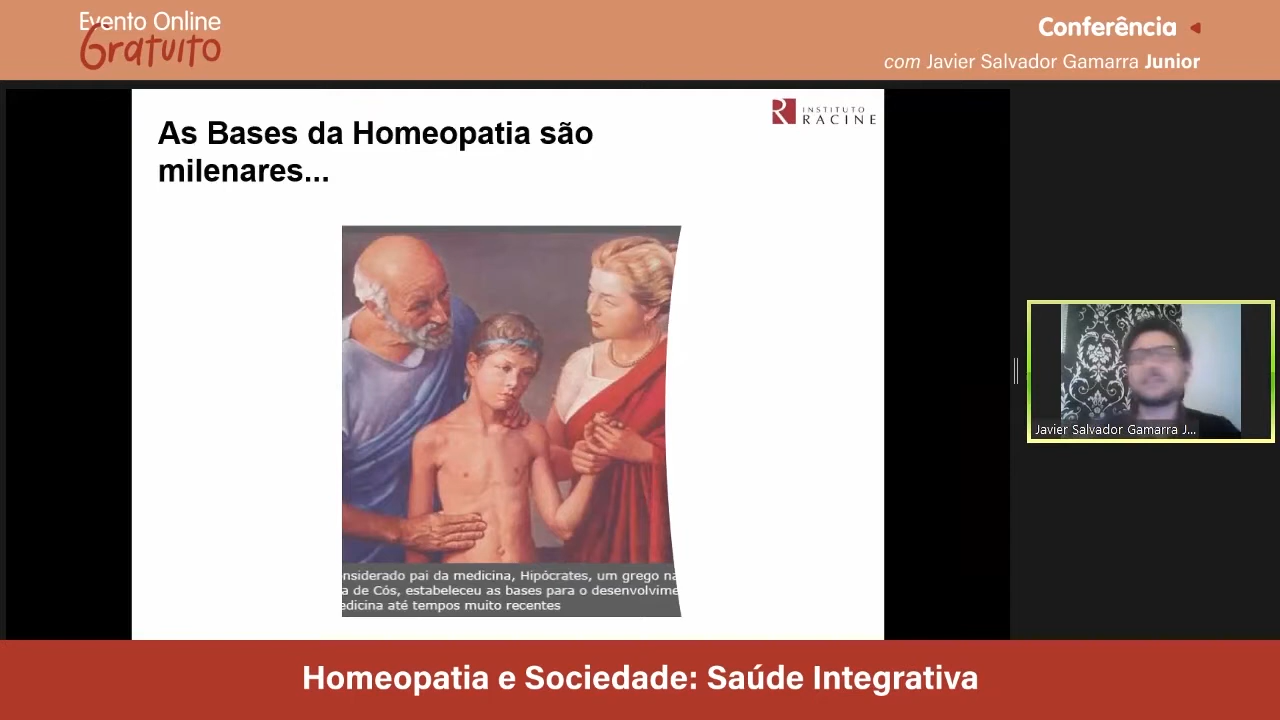 Evento Online
Gratuito
Conferência
com Javier Salvador Gamarra Junior
As Bases da Homeopatia são
milenares...
INSTITUTO
RACINE
nsiderado pai da medicina, Hipócrates, um grego na
a de Cós, estabeleceu as bases para o desenvolvime
edicina até tempos muito recentes
Javier Salvador Gamarra J...
Homeopatia e Sociedade: Saúde Integrativa